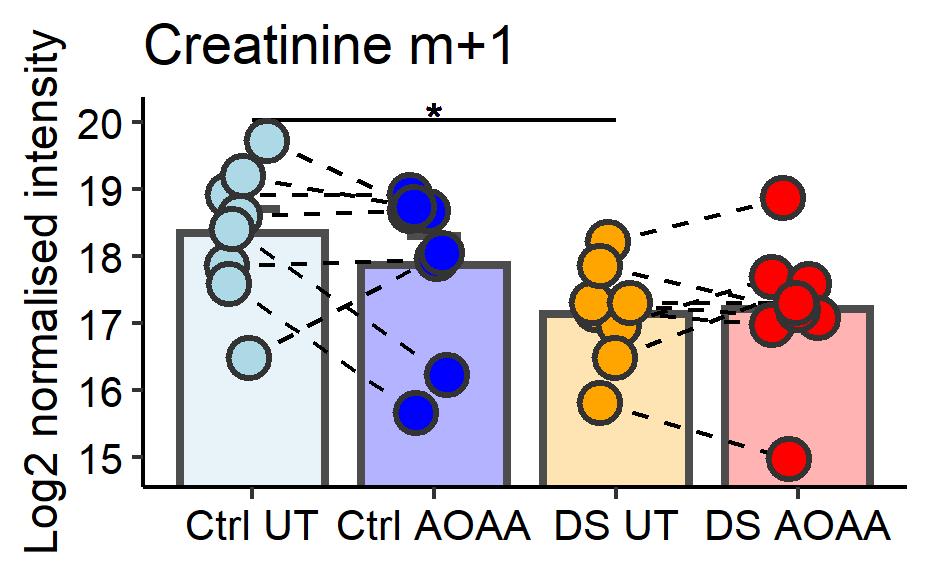 Creatinine m+1
Log2 normalised intensity
*
20
19
18
17
16
15
Ctrl UT Ctrl AOAA DS UT DS AOAA